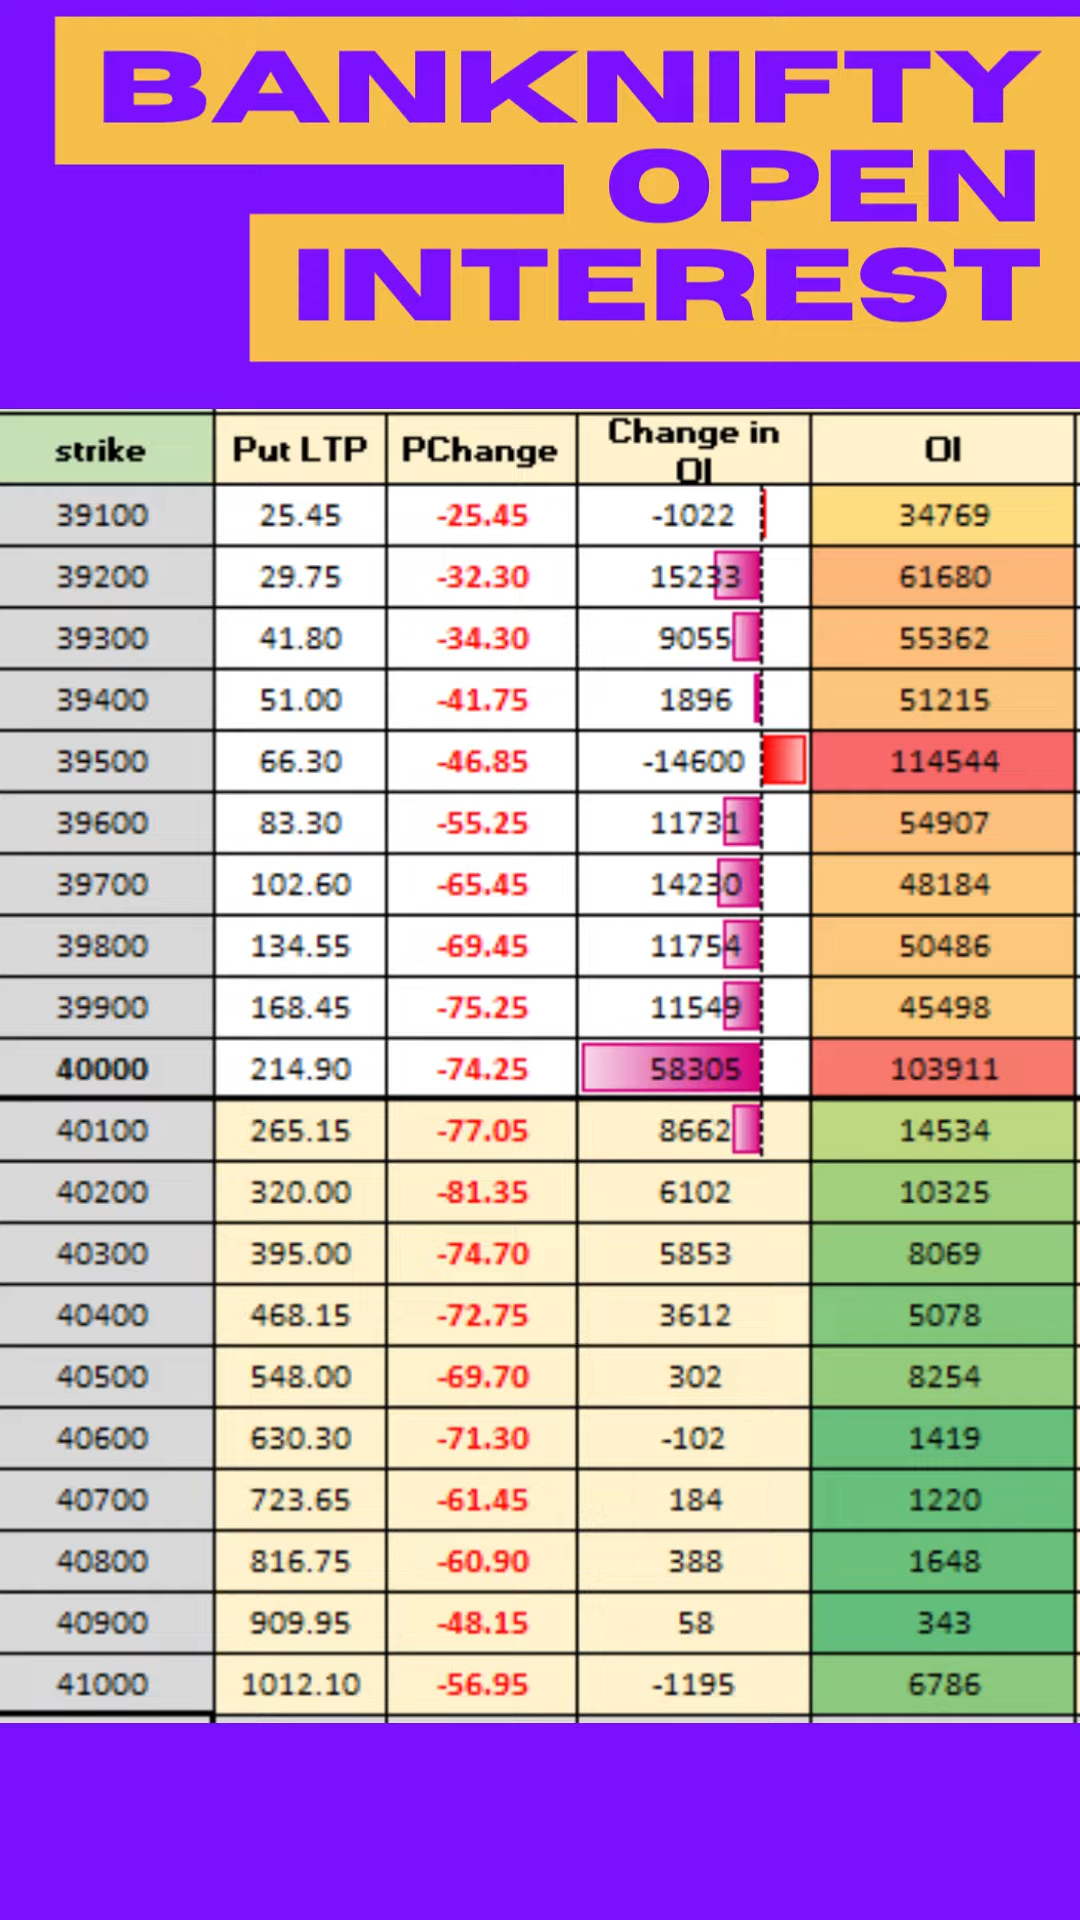 BANKNIFTY
OPEN
INTEREST
strike Put LTP PChange Change in OI OI
39100 25.45 -25.45 -1022 34769
39200 29.75 -32.30 15233 61680
39300 41.80 -34.30 9055 55362
39400 51.00 -41.75 1896 51215
39500 66.30 -46.85 -14600 114544
39600 83.30 -55.25 11731 54907
39700 102.60 -65.45 14230 48184
39800 134.55 -69.45 11754 50486
39900 168.45 -75.25 11549 45498
40000 214.90 -74.25 58305 103911
40100 265.15 -77.05 8662 14534
40200 320.00 -81.35 6102 10325
40300 395.00 -74.70 5853 8069
40400 468.15 -72.75 3612 5078
40500 548.00 -69.70 302 8254
40600 630.30 -71.30 -102 1419
40700 723.65 -61.45 184 1220
40800 816.75 -60.90 388 1648
40900 909.95 -48.15 58 343
41000 1012.10 -56.95 -1195 6786